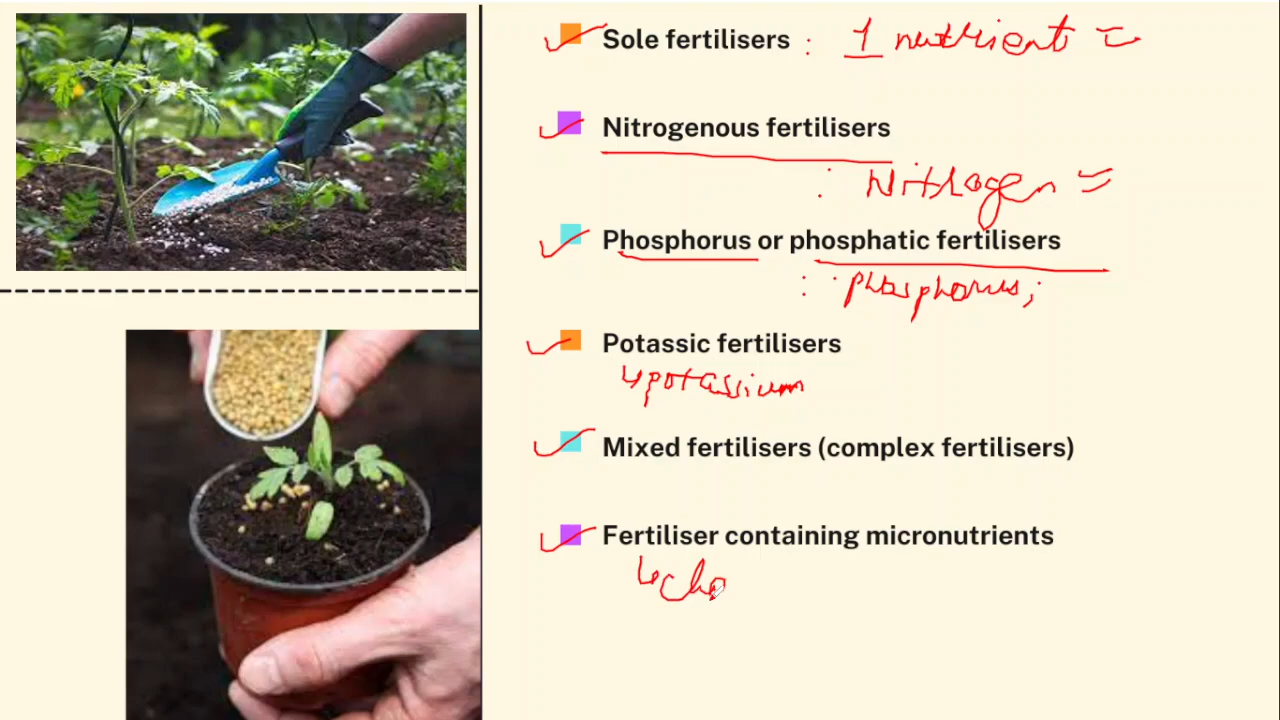 Sole fertilisers : 1 nutrient =
Nitrogenous fertilisers
: Nitrogen =
Phosphorus or phosphatic fertilisers
: phosphorus;
Potassic fertilisers
↳potassium
Mixed fertilisers (complex fertilisers)
Fertiliser containing micronutrients